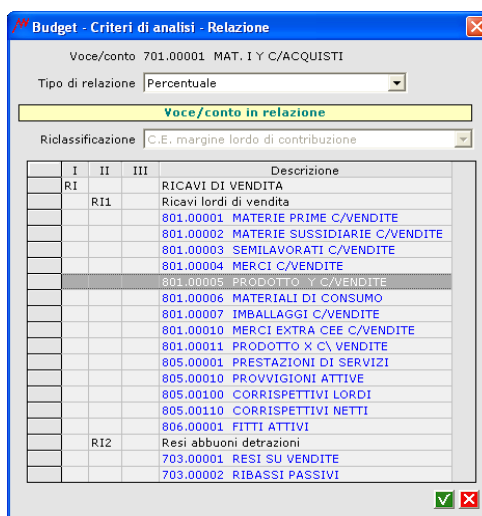 Budget - Criteri di analisi - Relazione
Voce/conto 701.00001 MAT. I Y C/ACQUISTI
Tipo di relazione Percentuale
Voce/conto in relazione
Riclassificazione C.E. margine lordo di contribuzione
I II III Descrizione
RI RICAVI DI VENDITA
RI1 Ricavi lordi di vendita
801.00001 MATERIE PRIME C/VENDITE
801.00002 MATERIE SUSSIDIARIE C/VENDITE
801.00003 SEMILAVORATI C/VENDITE
801.00004 MERCI C/VENDITE
801.00005 PRODOTTO Y C/VENDITE
801.00006 MATERIALI DI CONSUMO
801.00007 IMBALLAGGI C/VENDITE
801.00010 MERCI EXTRA CEE C/VENDITE
801.00011 PRODOTTO X C\ VENDITE
805.00001 PRESTAZIONI DI SERVIZI
805.00010 PROVVIGIONI ATTIVE
805.00100 CORRISPETTIVI LORDI
805.00110 CORRISPETTIVI NETTI
806.00001 FITTI ATTIVI
RI2 Resi abbuoni detrazioni
703.00001 RESI SU VENDITE
703.00002 RIBASSI PASSIVI